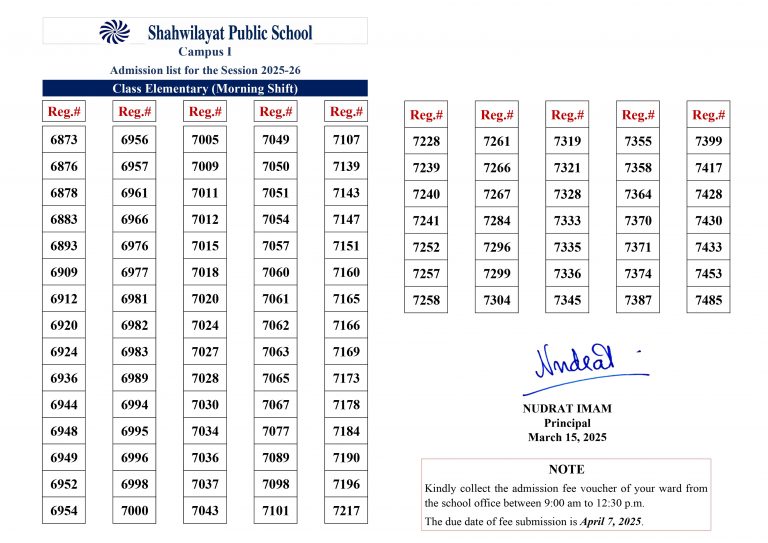 Shahwilayat Public School
Campus I
Admission list for the Session 2025-26
Class Elementary (Morning Shift)
Reg.# Reg.# Reg.# Reg.# Reg.#
6873 6956 7005 7049 7107
6876 6957 7009 7050 7139
6878 6961 7011 7051 7143
6883 6966 7012 7054 7147
6893 6976 7015 7057 7151
6909 6977 7018 7060 7160
6912 6981 7020 7061 7165
6920 6982 7024 7062 7166
6924 6983 7027 7063 7169
6936 6989 7028 7065 7173
6944 6994 7030 7067 7178
6948 6995 7034 7077 7184
6949 6996 7036 7089 7190
6952 6998 7037 7098 7196
6954 7000 7043 7101 7217
Reg.# Reg.# Reg.# Reg.# Reg.#
7228 7261 7319 7355 7399
7239 7266 7321 7358 7417
7240 7267 7328 7364 7428
7241 7284 7333 7370 7430
7252 7296 7335 7371 7433
7257 7299 7336 7374 7453
7258 7304 7345 7387 7485
Nudrat
NUDRAT IMAM
Principal
March 15, 2025
NOTE
Kindly collect the admission fee voucher of your ward from
the school office between 9:00 am to 12:30 p.m.
The due date of fee submission is April 7, 2025.